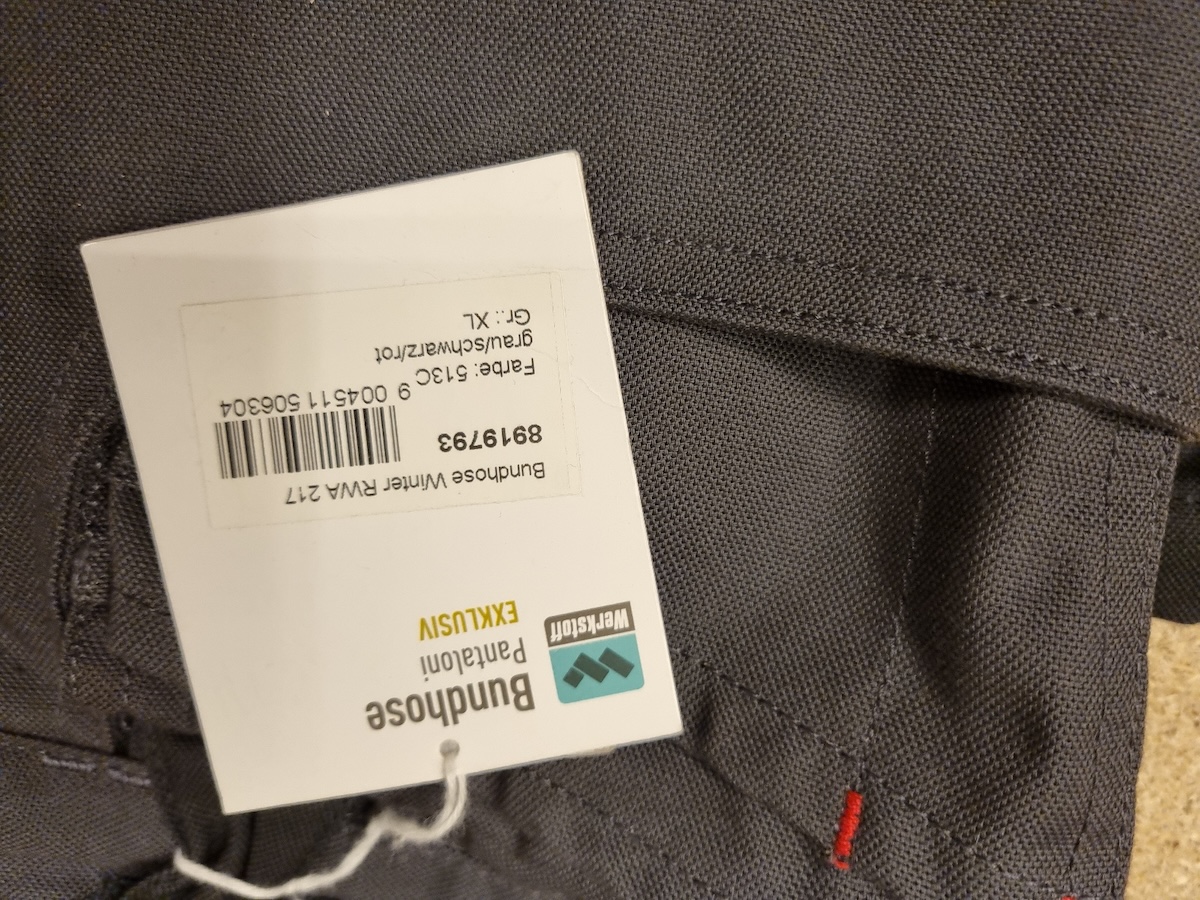 Werkstoff
Bundhose
Pantaloni
EXKLUSIV
Bundhose Winter RWA 217
8919793
9 004511 506304
Farbe: 513C
grau/schwarz/rot
Gr.: XL